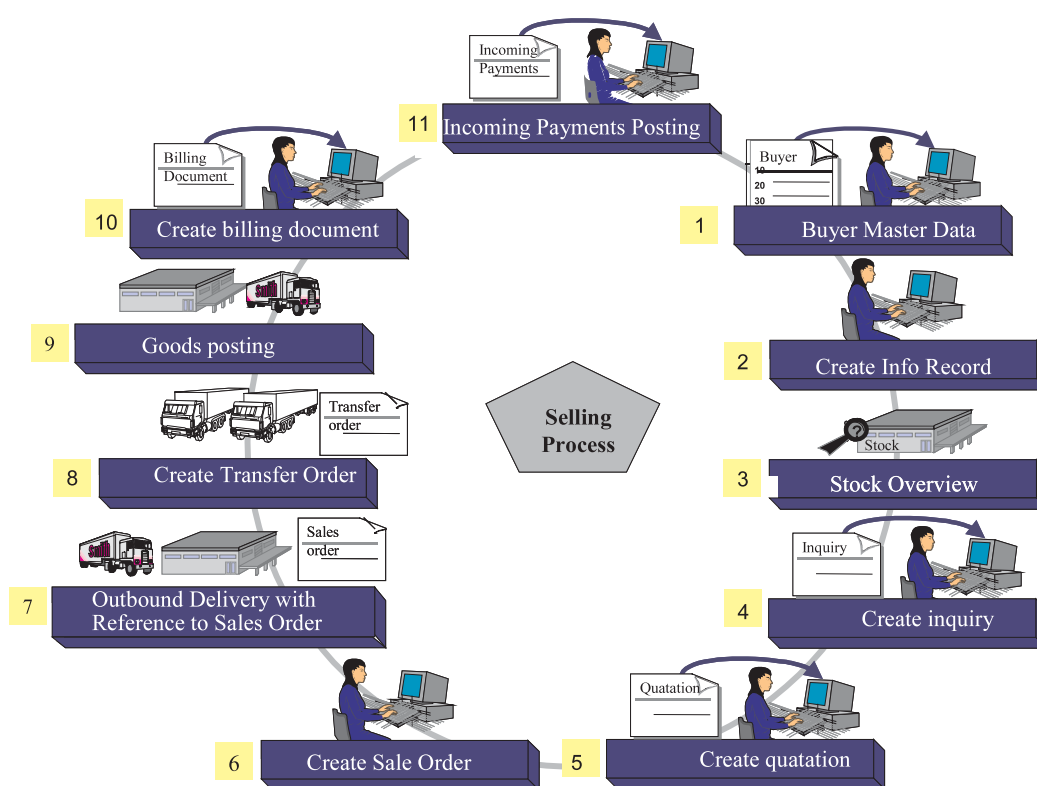 Incoming
Payments
11
Incoming Payments Posting
Buyer
10
20
30
1
Buyer Master Data
2
Create Info Record
?
Stock
3
Stock Overview
Inquiry
4
Create inquiry
Quatation
5
Create quatation
6
Create Sale Order
Smith
Sales
order
7
Outbound Delivery with
Reference to Sales Order
Transfer
order
8
Create Transfer Order
Smith
9
Goods posting
Billing
Document
10
Create billing document
Selling
Process